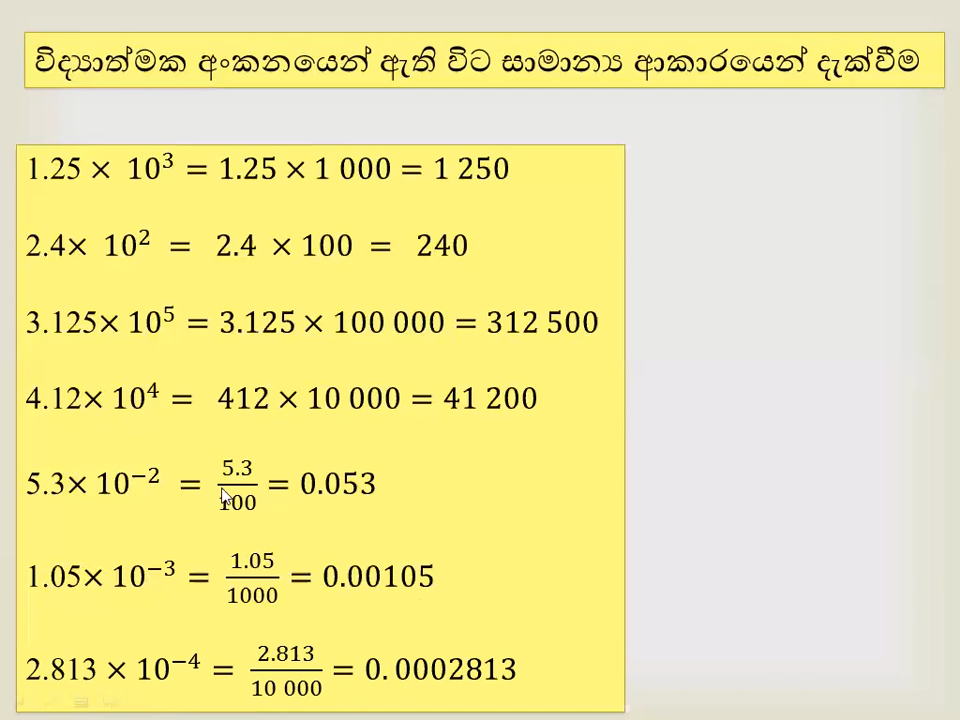 විද්‍යාත්මක අංකනයෙන් ඇති විට සාමාන්‍ය ආකාරයෙන් දැක්වීම
1.25 × 10³ = 1.25 × 1 000 = 1 250
2.4× 10² = 2.4 × 100 = 240
3.125× 10⁵ = 3.125 × 100 000 = 312 500
4.12× 10⁴ = 412 × 10 000 = 41 200
5.3× 10⁻² = 5.3/100 = 0.053
1.05× 10⁻³ = 1.05/1000 = 0.00105
2.813 × 10⁻⁴ = 2.813/10 000 = 0. 0002813